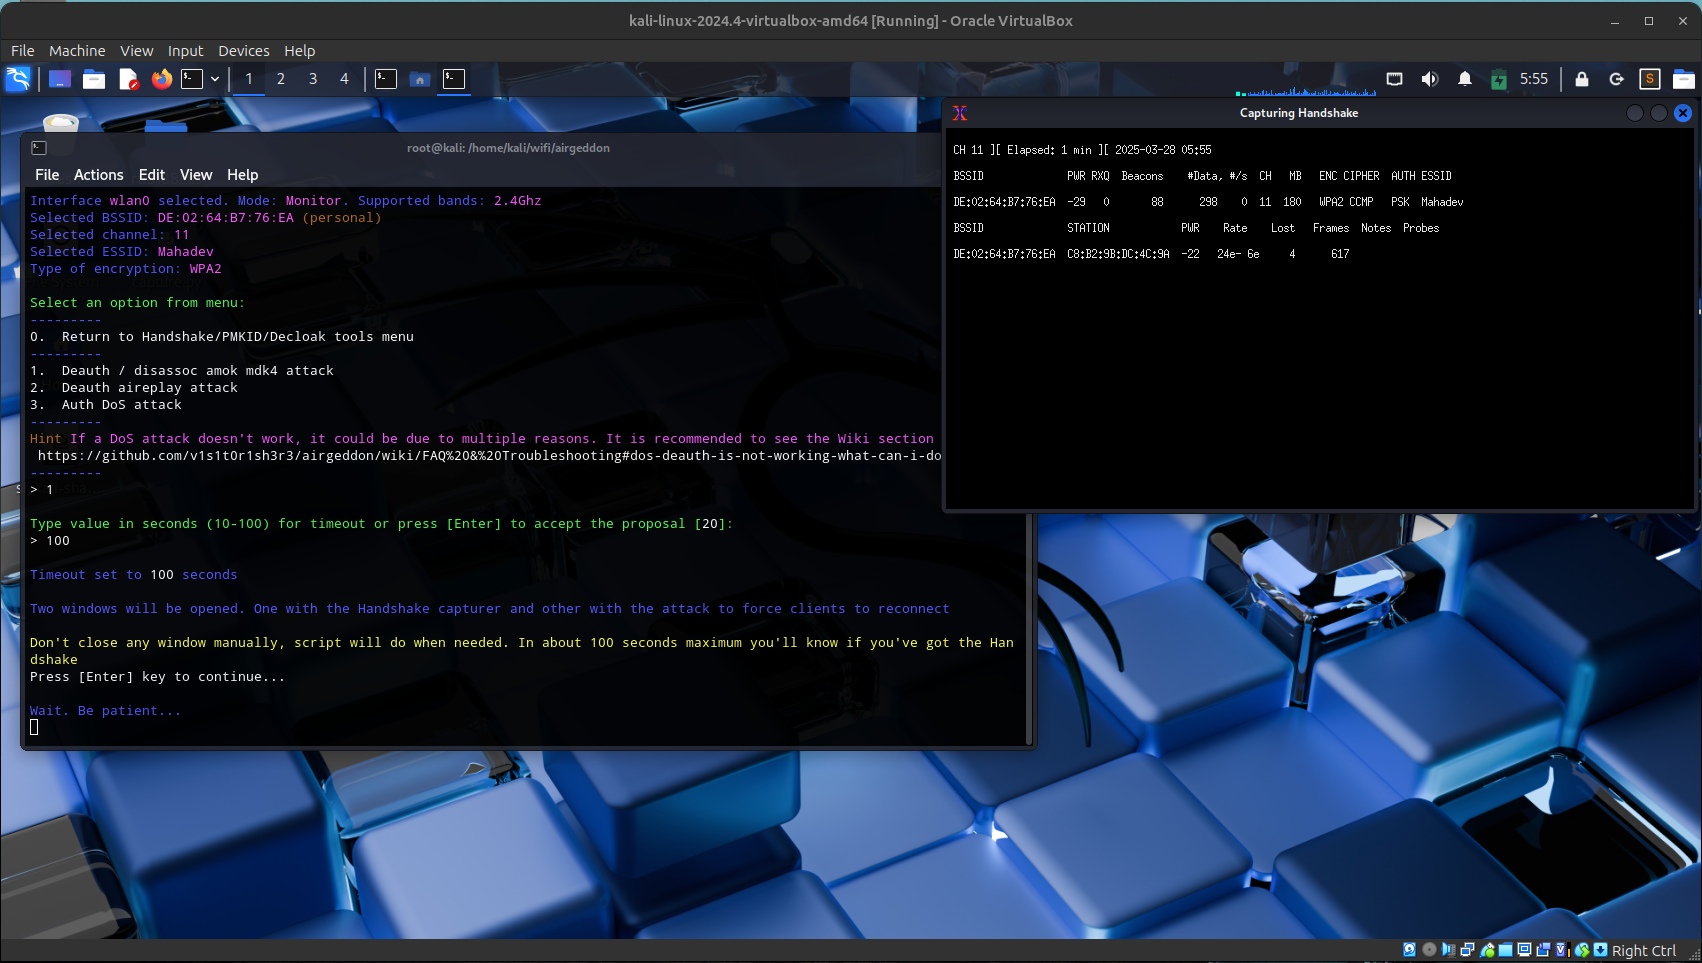 kali-linux-2024.4-virtualbox-amd64 [Running] - Oracle VirtualBox
File Machine View Input Devices Help
1 2 3 4
5:55
S
root@kali: /home/kali/wifi/airgeddon
File Actions Edit View Help
Interface wlan0 selected. Mode: Monitor. Supported bands: 2.4Ghz
Selected BSSID: DE:02:64:B7:76:EA (personal)
Selected channel: 11
Selected ESSID: Mahadev
Type of encryption: WPA2
Select an option from menu:
---------
0.  Return to Handshake/PMKID/Decloak tools menu
---------
1.  Deauth / disassoc amok mdk4 attack
2.  Deauth aireplay attack
3.  Auth DoS attack
---------
Hint If a DoS attack doesn't work, it could be due to multiple reasons. It is recommended to see the Wiki section
https://github.com/v1s1t0r1sh3r3/airgeddon/wiki/FAQ%20&%20Troubleshooting#dos-deauth-is-not-working-what-can-i-do
---------
> 1
Type value in seconds (10-100) for timeout or press [Enter] to accept the proposal [20]:
> 100
Timeout set to 100 seconds
Two windows will be opened. One with the Handshake capturer and other with the attack to force clients to reconnect
Don't close any window manually, script will do when needed. In about 100 seconds maximum you'll know if you've got the Han
dshake
Press [Enter] key to continue...
Wait. Be patient...
Capturing Handshake
CH 11 ][ Elapsed: 1 min ][ 2025-03-28 05:55
BSSID PWR RXQ Beacons #Data, #/s CH MB ENC CIPHER AUTH ESSID
DE:02:64:B7:76:EA -29 0 88 298 0 11 180 WPA2 CCMP PSK Mahadev
BSSID STATION PWR Rate Lost Frames Notes Probes
DE:02:64:B7:76:EA C8:B2:9B:DC:4C:9A -22 24e- 6e 4 617
Right Ctrl